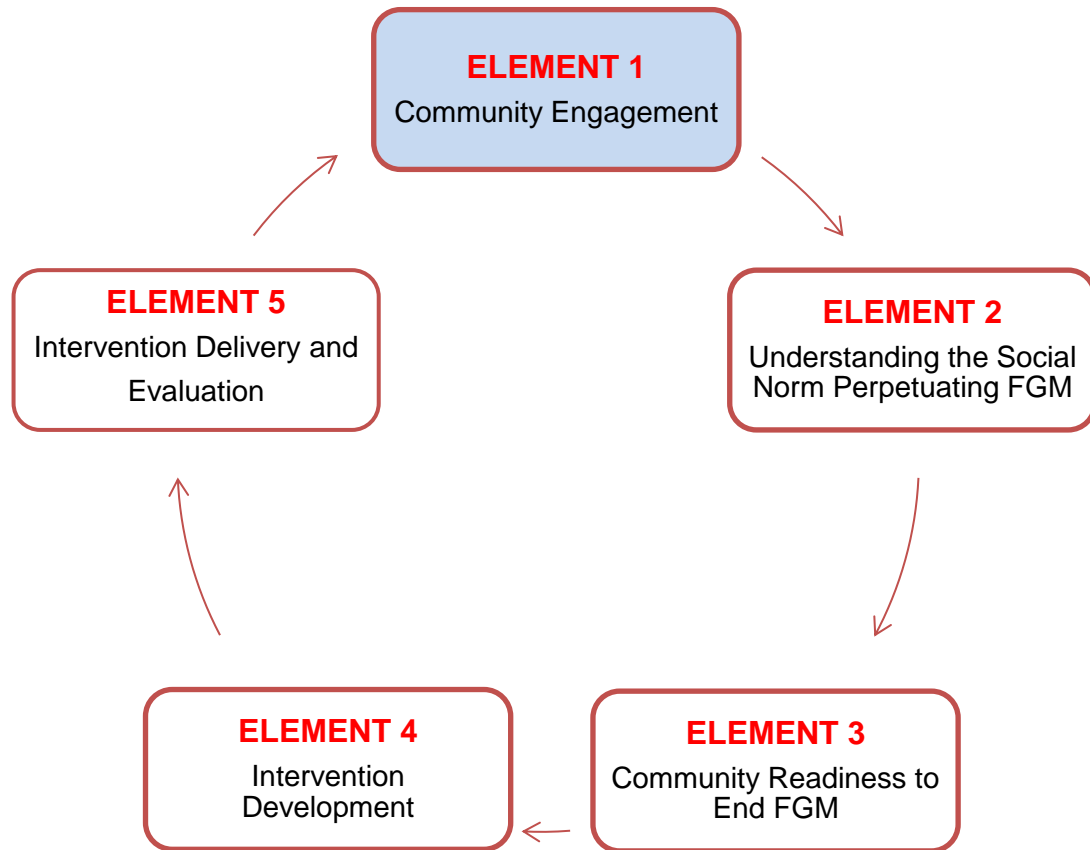 ELEMENT 1
Community Engagement
ELEMENT 2
Understanding the Social
Norm Perpetuating FGM
ELEMENT 3
Community Readiness to
End FGM
ELEMENT 4
Intervention
Development
ELEMENT 5
Intervention Delivery and
Evaluation